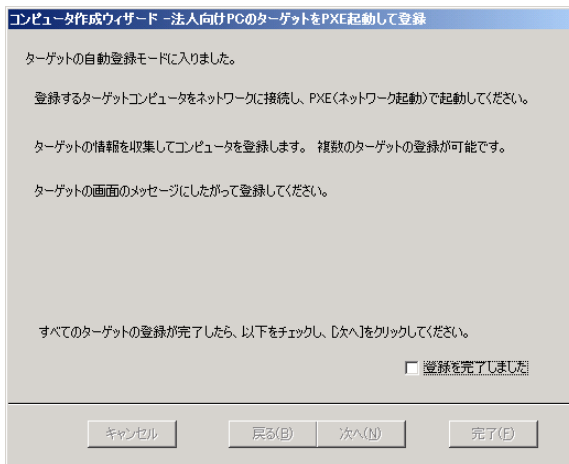 コンピュータ作成ウィザード －法人向けPCのターゲットをPXE起動して登録
ターゲットの自動登録モードに入りました。
登録するターゲットコンピュータをネットワークに接続し、PXE(ネットワーク起動)で起動してください。
ターゲットの情報を収集してコンピュータを登録します。 複数のターゲットの登録が可能です。
ターゲットの画面のメッセージにしたがって登録してください。
すべてのターゲットの登録が完了したら、以下をチェックし、[次へ]をクリックしてください。
登録を完了しました
キャンセル 戻る(B) 次へ(N) 完了(F)